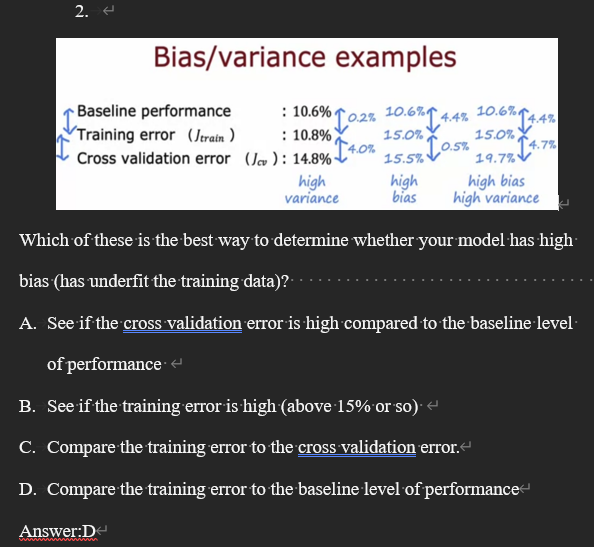 2.
Bias/variance examples
Baseline performance : 10.6% 0.2% 10.6% 4.4% 10.6% 4.4%
Training error (Jtrain) : 10.8% 15.0% 15.0%
4.0% 0.5% 4.7%
Cross validation error (Jcv): 14.8% 15.5% 19.7%
high variance high bias high bias high variance
Which of these is the best way to determine whether your model has high
bias (has underfit the training data)?
A. See if the cross validation error is high compared to the baseline level
of performance
B. See if the training error is high (above 15% or so)
C. Compare the training error to the cross validation error.
D. Compare the training error to the baseline level of performance
Answer:D